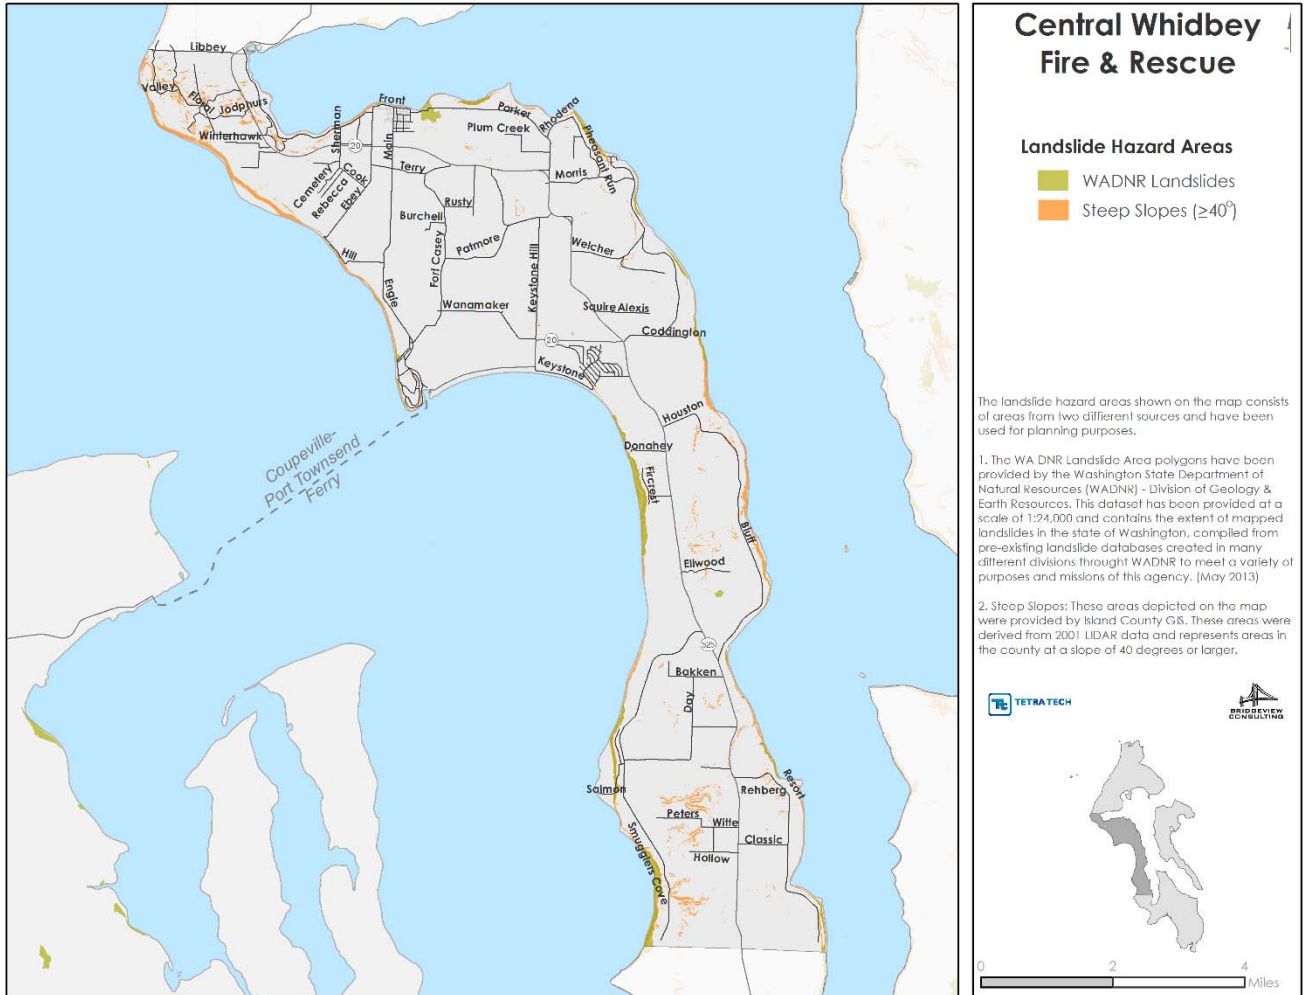 Central Whidbey
Fire & Rescue
Landslide Hazard Areas
WADNR Landslides
Steep Slopes (≥40⁰)
The landslide hazard areas shown on the map consists
of areas from two diffierent sources and have been
used for planning purposes.
1. The WA DNR Landslide Area polygons have been
provided by the Washington State Department of
Natural Resources (WADNR) - Division of Geology &
Earth Resources. This dataset has been provided at a
scale of 1:24,000 and contains the extent of mapped
landslides in the state of Washington, compiled from
pre-existing landslide databases created in many
different divisions throught WADNR to meet a variety of
purposes and missions of this agency. (May 2013)
2. Steep Slopes: These areas depicted on the map
were provided by Island County GIS. These areas were
derived from 2001 LIDAR data and represents areas in
the county at a slope of 40 degrees or larger.
TETRA TECH
BRIDGEVIEW
CONSULTING
0 2 4
Miles
Libbey
Valley
Floral
Jodphurs
Winterhawk
Sherman
Front
20
Main
Parker
Rhodena
Plum Creek
Pheasant Run
Terry
Morris
Cemetery
Cook
Rebecca
Ebey
Rusty
Burchell
Fort Casey
Patmore
Keystone Hill
Welcher
Hill
Engle
Wanamaker
Squire Alexis
Coddington
20
Keystone
Houston
Coupeville-
Port Townsend
Ferry
Donahey
Fircrest
Bluff
Ellwood
525
Bakken
Day
Resort
Salmon
Rehberg
Peters
Witte
Classic
Hollow
Smugglers Cove